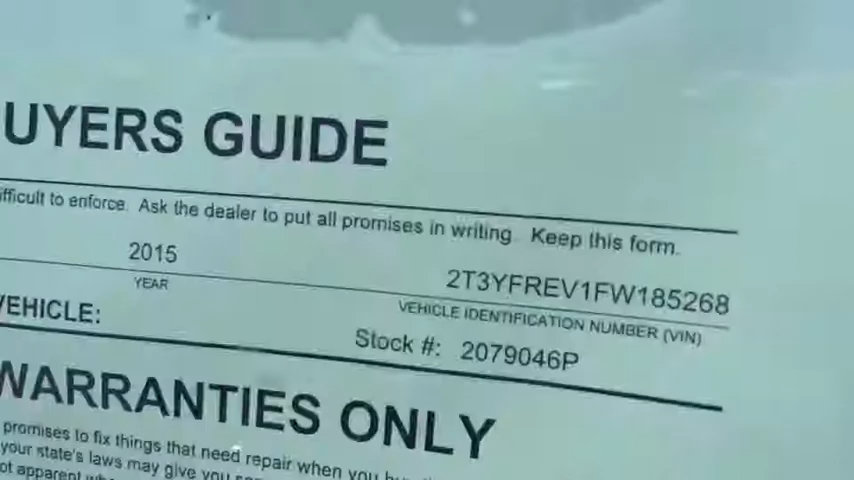 UYERS GUIDE
ifficult to enforce. Ask the dealer to put all promises in writing. Keep this form.
2015 2T3YFREV1FW185268
YEAR VEHICLE IDENTIFICATION NUMBER (VIN)
VEHICLE:
Stock #: 2079046P
WARRANTIES ONLY
promises to fix things that need repair when you
your state's laws may give you
ot apparent